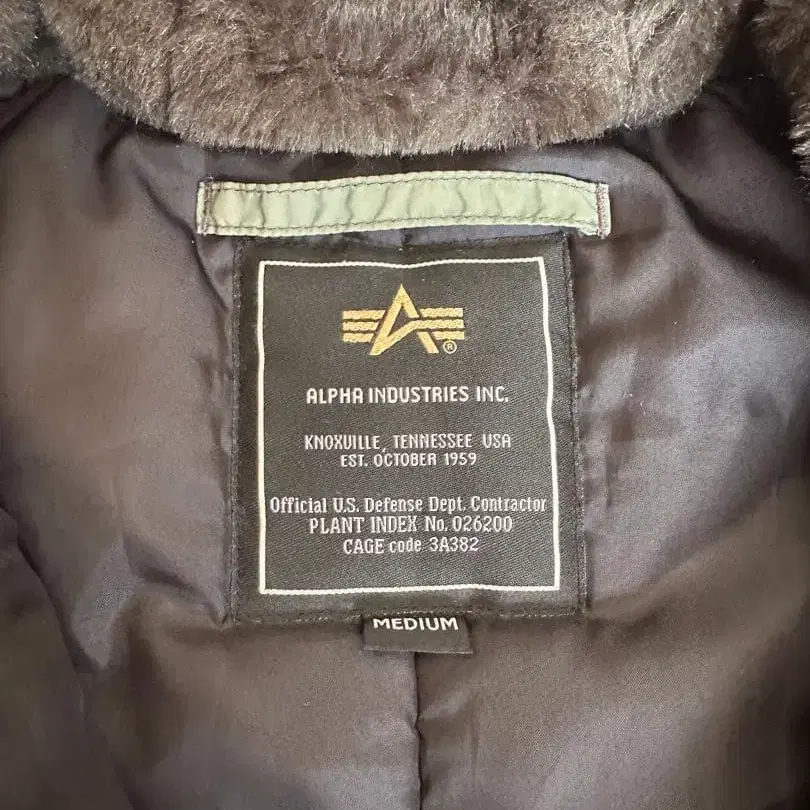 ®
ALPHA INDUSTRIES INC.
KNOXVILLE, TENNESSEE USA
EST. OCTOBER 1959
Official U.S. Defense Dept. Contractor
PLANT INDEX No. 026200
CAGE code 3A382
MEDIUM